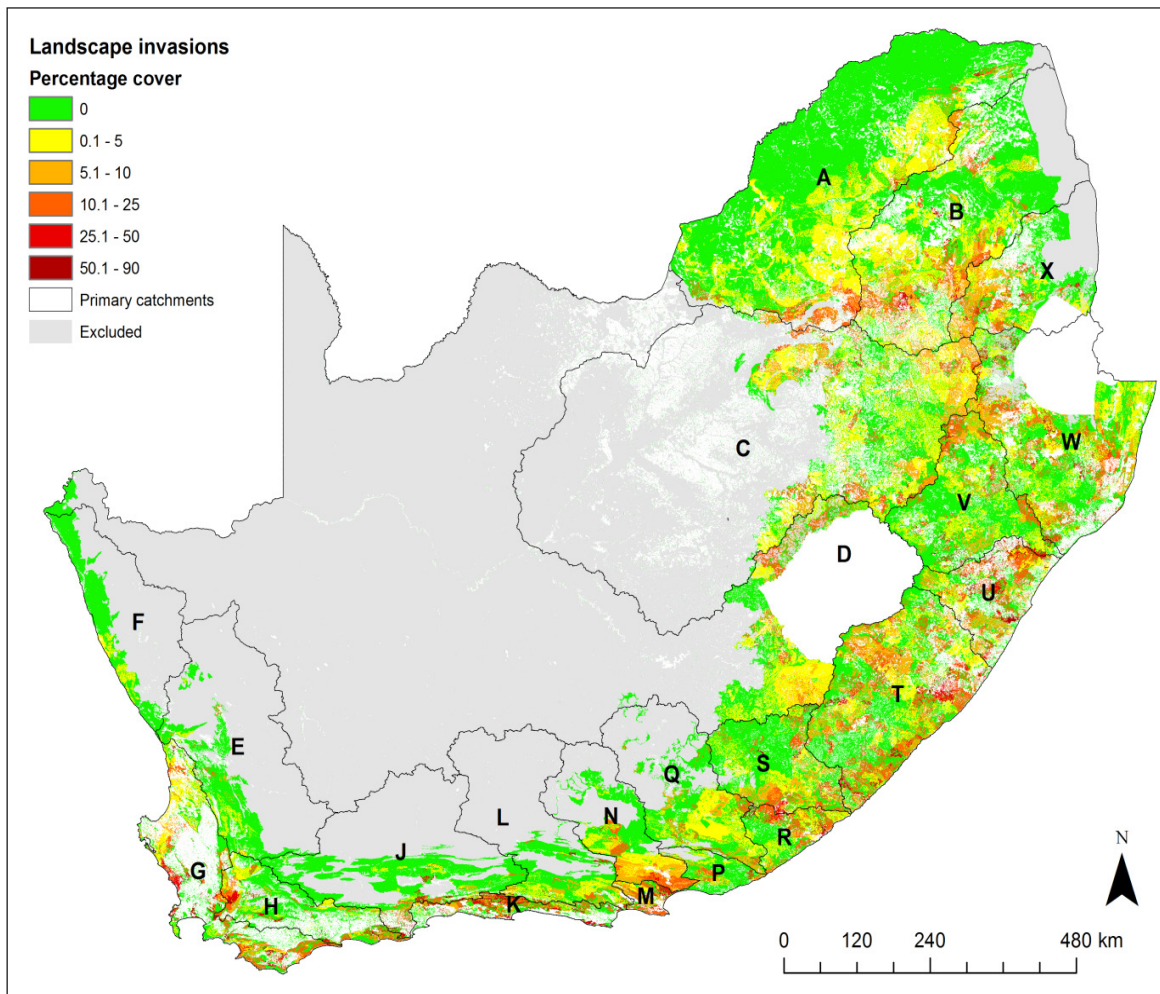 Landscape invasions
Percentage cover
0
0.1 - 5
5.1 - 10
10.1 - 25
25.1 - 50
50.1 - 90
Primary catchments
Excluded
A
B
X
C
W
V
D
U
F
T
E
S
Q
L
N
R
J
P
G
K
M
H
N
0 120 240 480 km